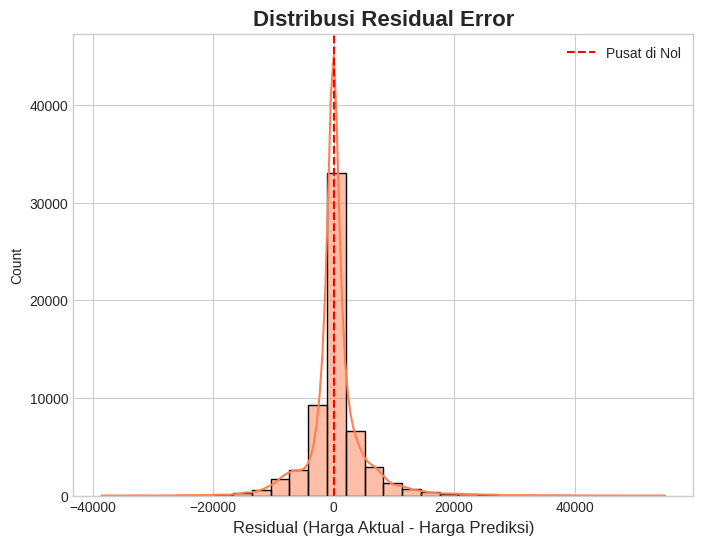 Distribusi Residual Error
Pusat di Nol
Count
40000
30000
20000
10000
0
−40000
−20000
0
20000
40000
Residual (Harga Aktual - Harga Prediksi)